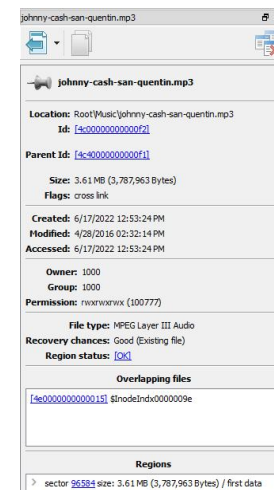 johnny-cash-san-quentin.mp3
johnny-cash-san-quentin.mp3
Location: Root\Music\johnny-cash-san-quentin.mp3
Id: [4c00000000000f2]
Parent Id: [4c40000000000f1]
Size: 3.61 MB (3,787,963 Bytes)
Flags: cross link
Created: 6/17/2022 12:53:24 PM
Modified: 4/28/2016 02:32:14 PM
Accessed: 6/17/2022 12:53:24 PM
Owner: 1000
Group: 1000
Permission: rwxrwxrwx (100777)
File type: MPEG Layer III Audio
Recovery chances: Good (Existing file)
Region status: [OK]
Overlapping files
[4e0000000000015] $InodeIndx0000009e
Regions
sector 96584 size: 3.61 MB (3,787,963 Bytes) / first data